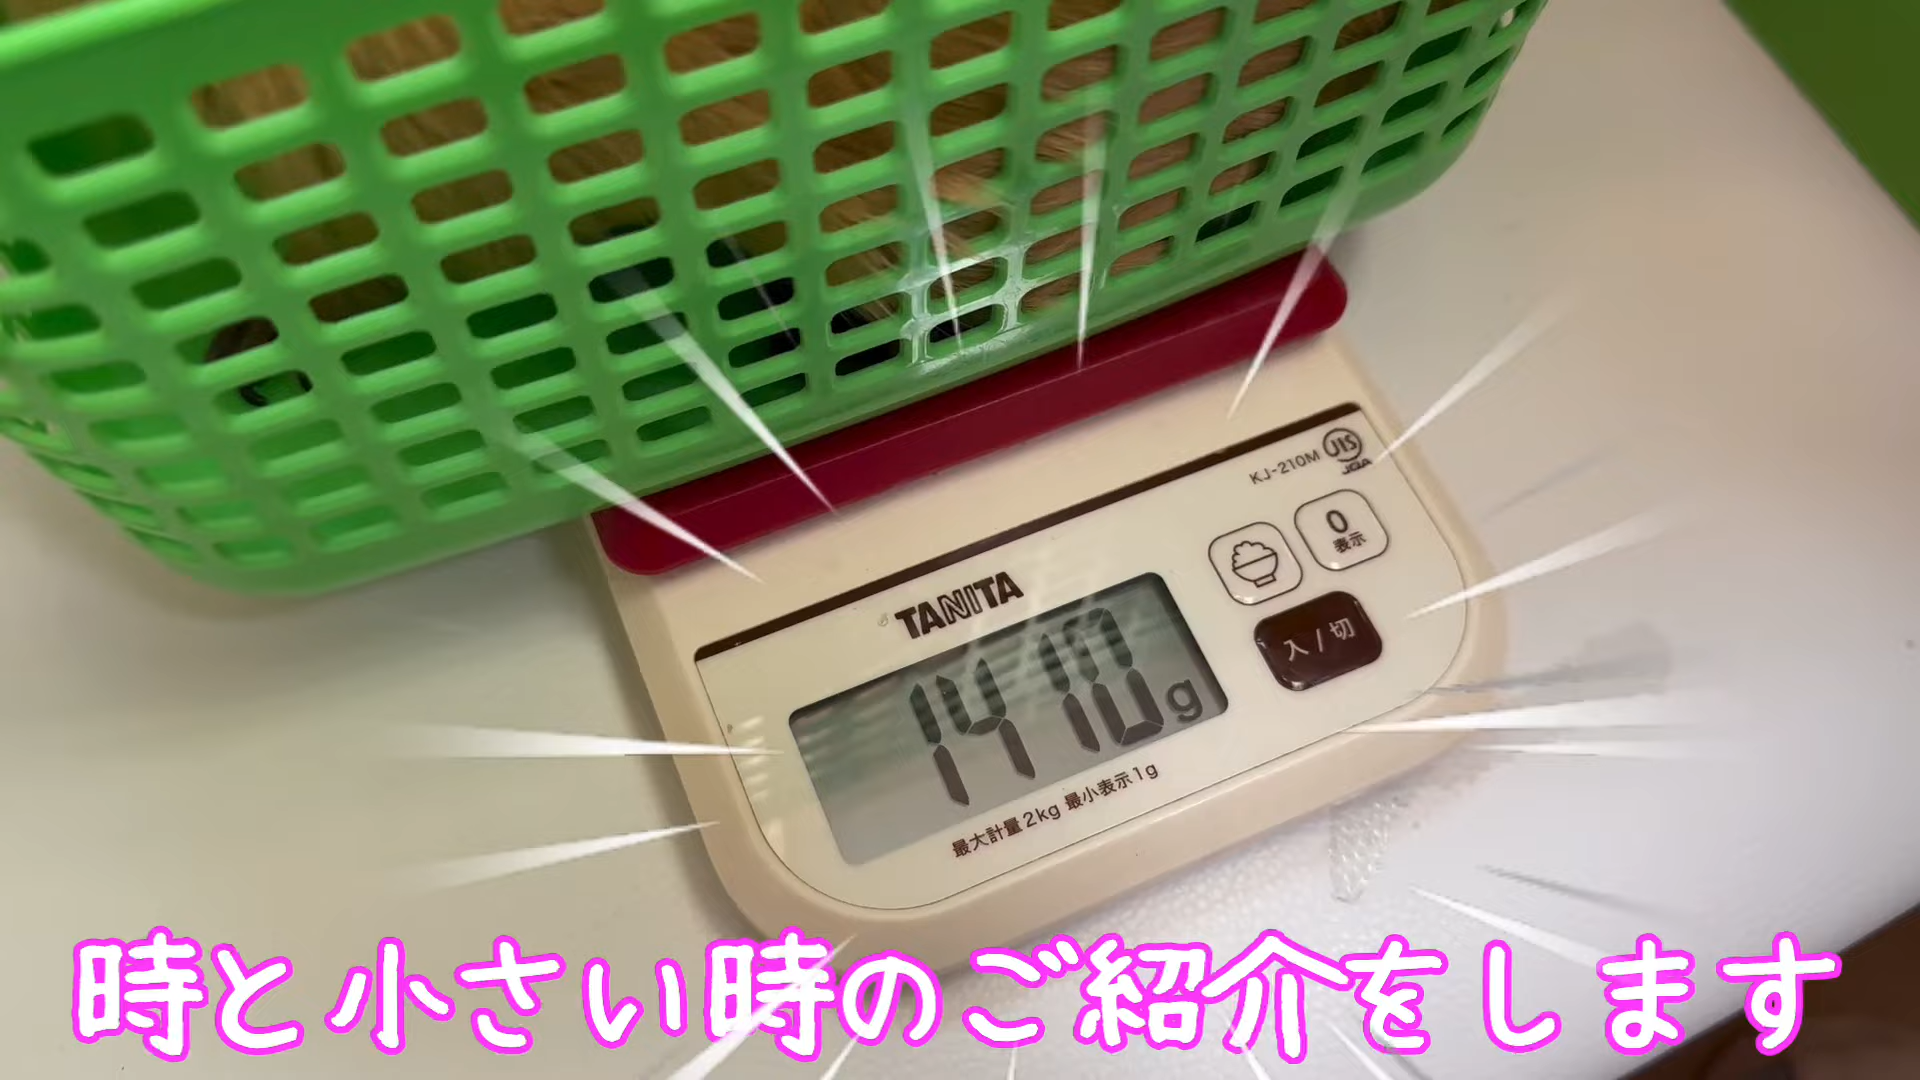 KJ-210M
JIS
JQA
0
表示
TANITA
入/切
g
最大計量2kg 最小表示1g
時と小さい時のご紹介をします